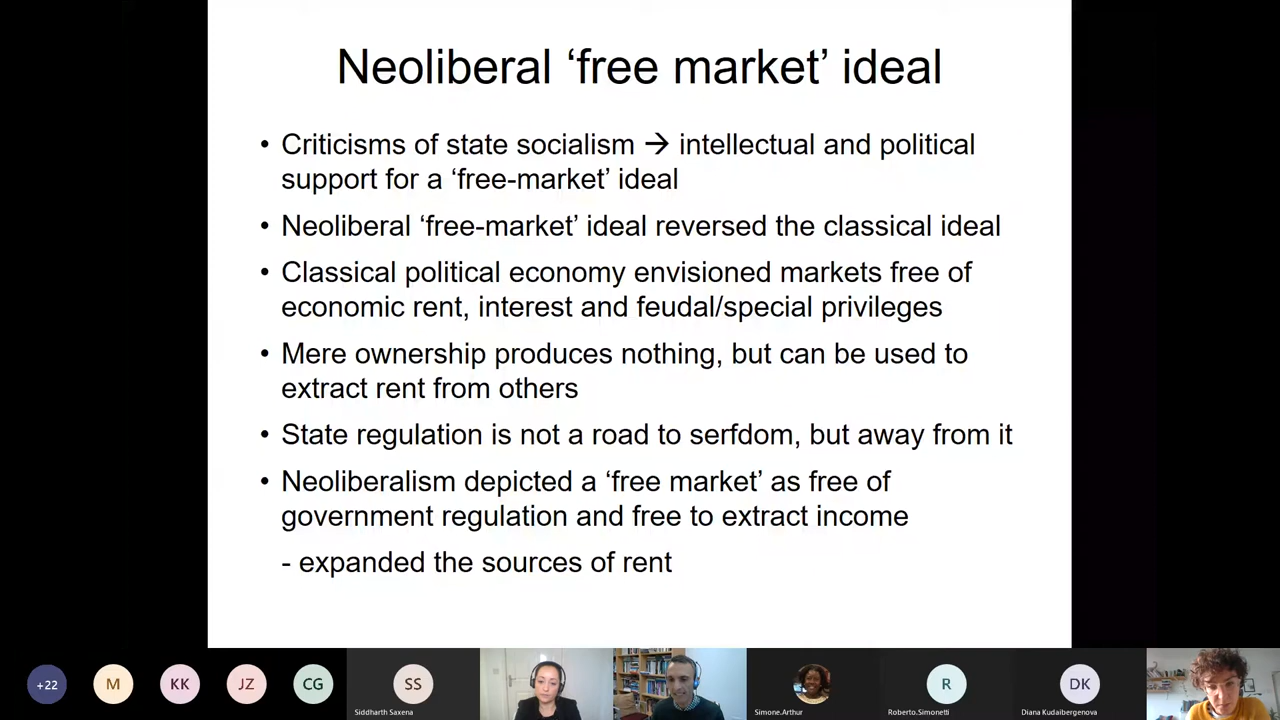 Neoliberal ‘free market’ ideal
• Criticisms of state socialism → intellectual and political
support for a ‘free-market’ ideal
• Neoliberal ‘free-market’ ideal reversed the classical ideal
• Classical political economy envisioned markets free of
economic rent, interest and feudal/special privileges
• Mere ownership produces nothing, but can be used to
extract rent from others
• State regulation is not a road to serfdom, but away from it
• Neoliberalism depicted a ‘free market’ as free of
government regulation and free to extract income
- expanded the sources of rent
+22 M KK JZ CG SS R DK
Siddharth Saxena Simone.Arthur Roberto.Simonetti Diana Kudaibergenova